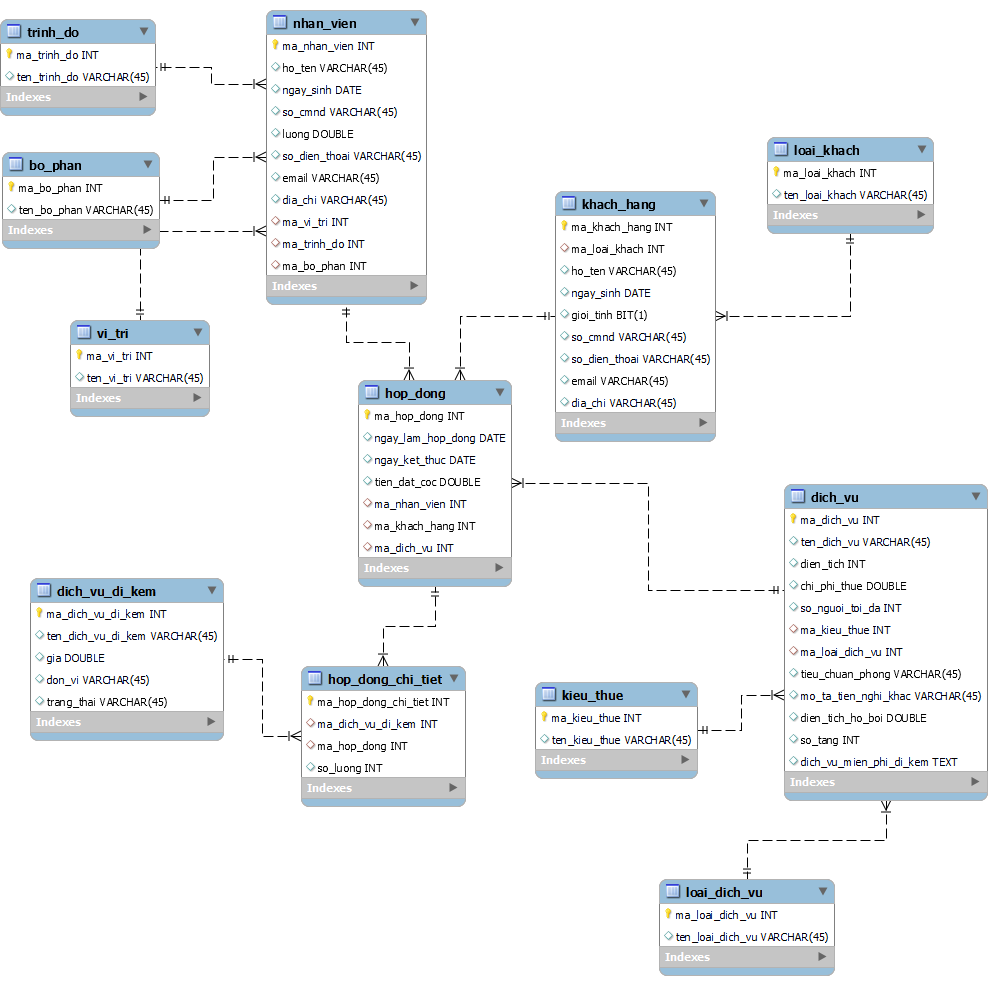 trinh_do
ma_trinh_do INT
ten_trinh_do VARCHAR(45)
Indexes
nhan_vien
ma_nhan_vien INT
ho_ten VARCHAR(45)
ngay_sinh DATE
so_cmnd VARCHAR(45)
luong DOUBLE
so_dien_thoai VARCHAR(45)
email VARCHAR(45)
dia_chi VARCHAR(45)
ma_vi_tri INT
ma_trinh_do INT
ma_bo_phan INT
Indexes
bo_phan
ma_bo_phan INT
ten_bo_phan VARCHAR(45)
Indexes
loai_khach
ma_loai_khach INT
ten_loai_khach VARCHAR(45)
Indexes
khach_hang
ma_khach_hang INT
ma_loai_khach INT
ho_ten VARCHAR(45)
ngay_sinh DATE
gioi_tinh BIT(1)
so_cmnd VARCHAR(45)
so_dien_thoai VARCHAR(45)
email VARCHAR(45)
dia_chi VARCHAR(45)
Indexes
vi_tri
ma_vi_tri INT
ten_vi_tri VARCHAR(45)
Indexes
hop_dong
ma_hop_dong INT
ngay_lam_hop_dong DATE
ngay_ket_thuc DATE
tien_dat_coc DOUBLE
ma_nhan_vien INT
ma_khach_hang INT
ma_dich_vu INT
Indexes
dich_vu
ma_dich_vu INT
ten_dich_vu VARCHAR(45)
dien_tich INT
chi_phi_thue DOUBLE
so_nguoi_toi_da INT
ma_kieu_thue INT
ma_loai_dich_vu INT
tieu_chuan_phong VARCHAR(45)
mo_ta_tien_nghi_khac VARCHAR(45)
dien_tich_ho_boi DOUBLE
so_tang INT
dich_vu_mien_phi_di_kem TEXT
Indexes
dich_vu_di_kem
ma_dich_vu_di_kem INT
ten_dich_vu_di_kem VARCHAR(45)
gia DOUBLE
don_vi VARCHAR(45)
trang_thai VARCHAR(45)
Indexes
hop_dong_chi_tiet
ma_hop_dong_chi_tiet INT
ma_dich_vu_di_kem INT
ma_hop_dong INT
so_luong INT
Indexes
kieu_thue
ma_kieu_thue INT
ten_kieu_thue VARCHAR(45)
Indexes
loai_dich_vu
ma_loai_dich_vu INT
ten_loai_dich_vu VARCHAR(45)
Indexes